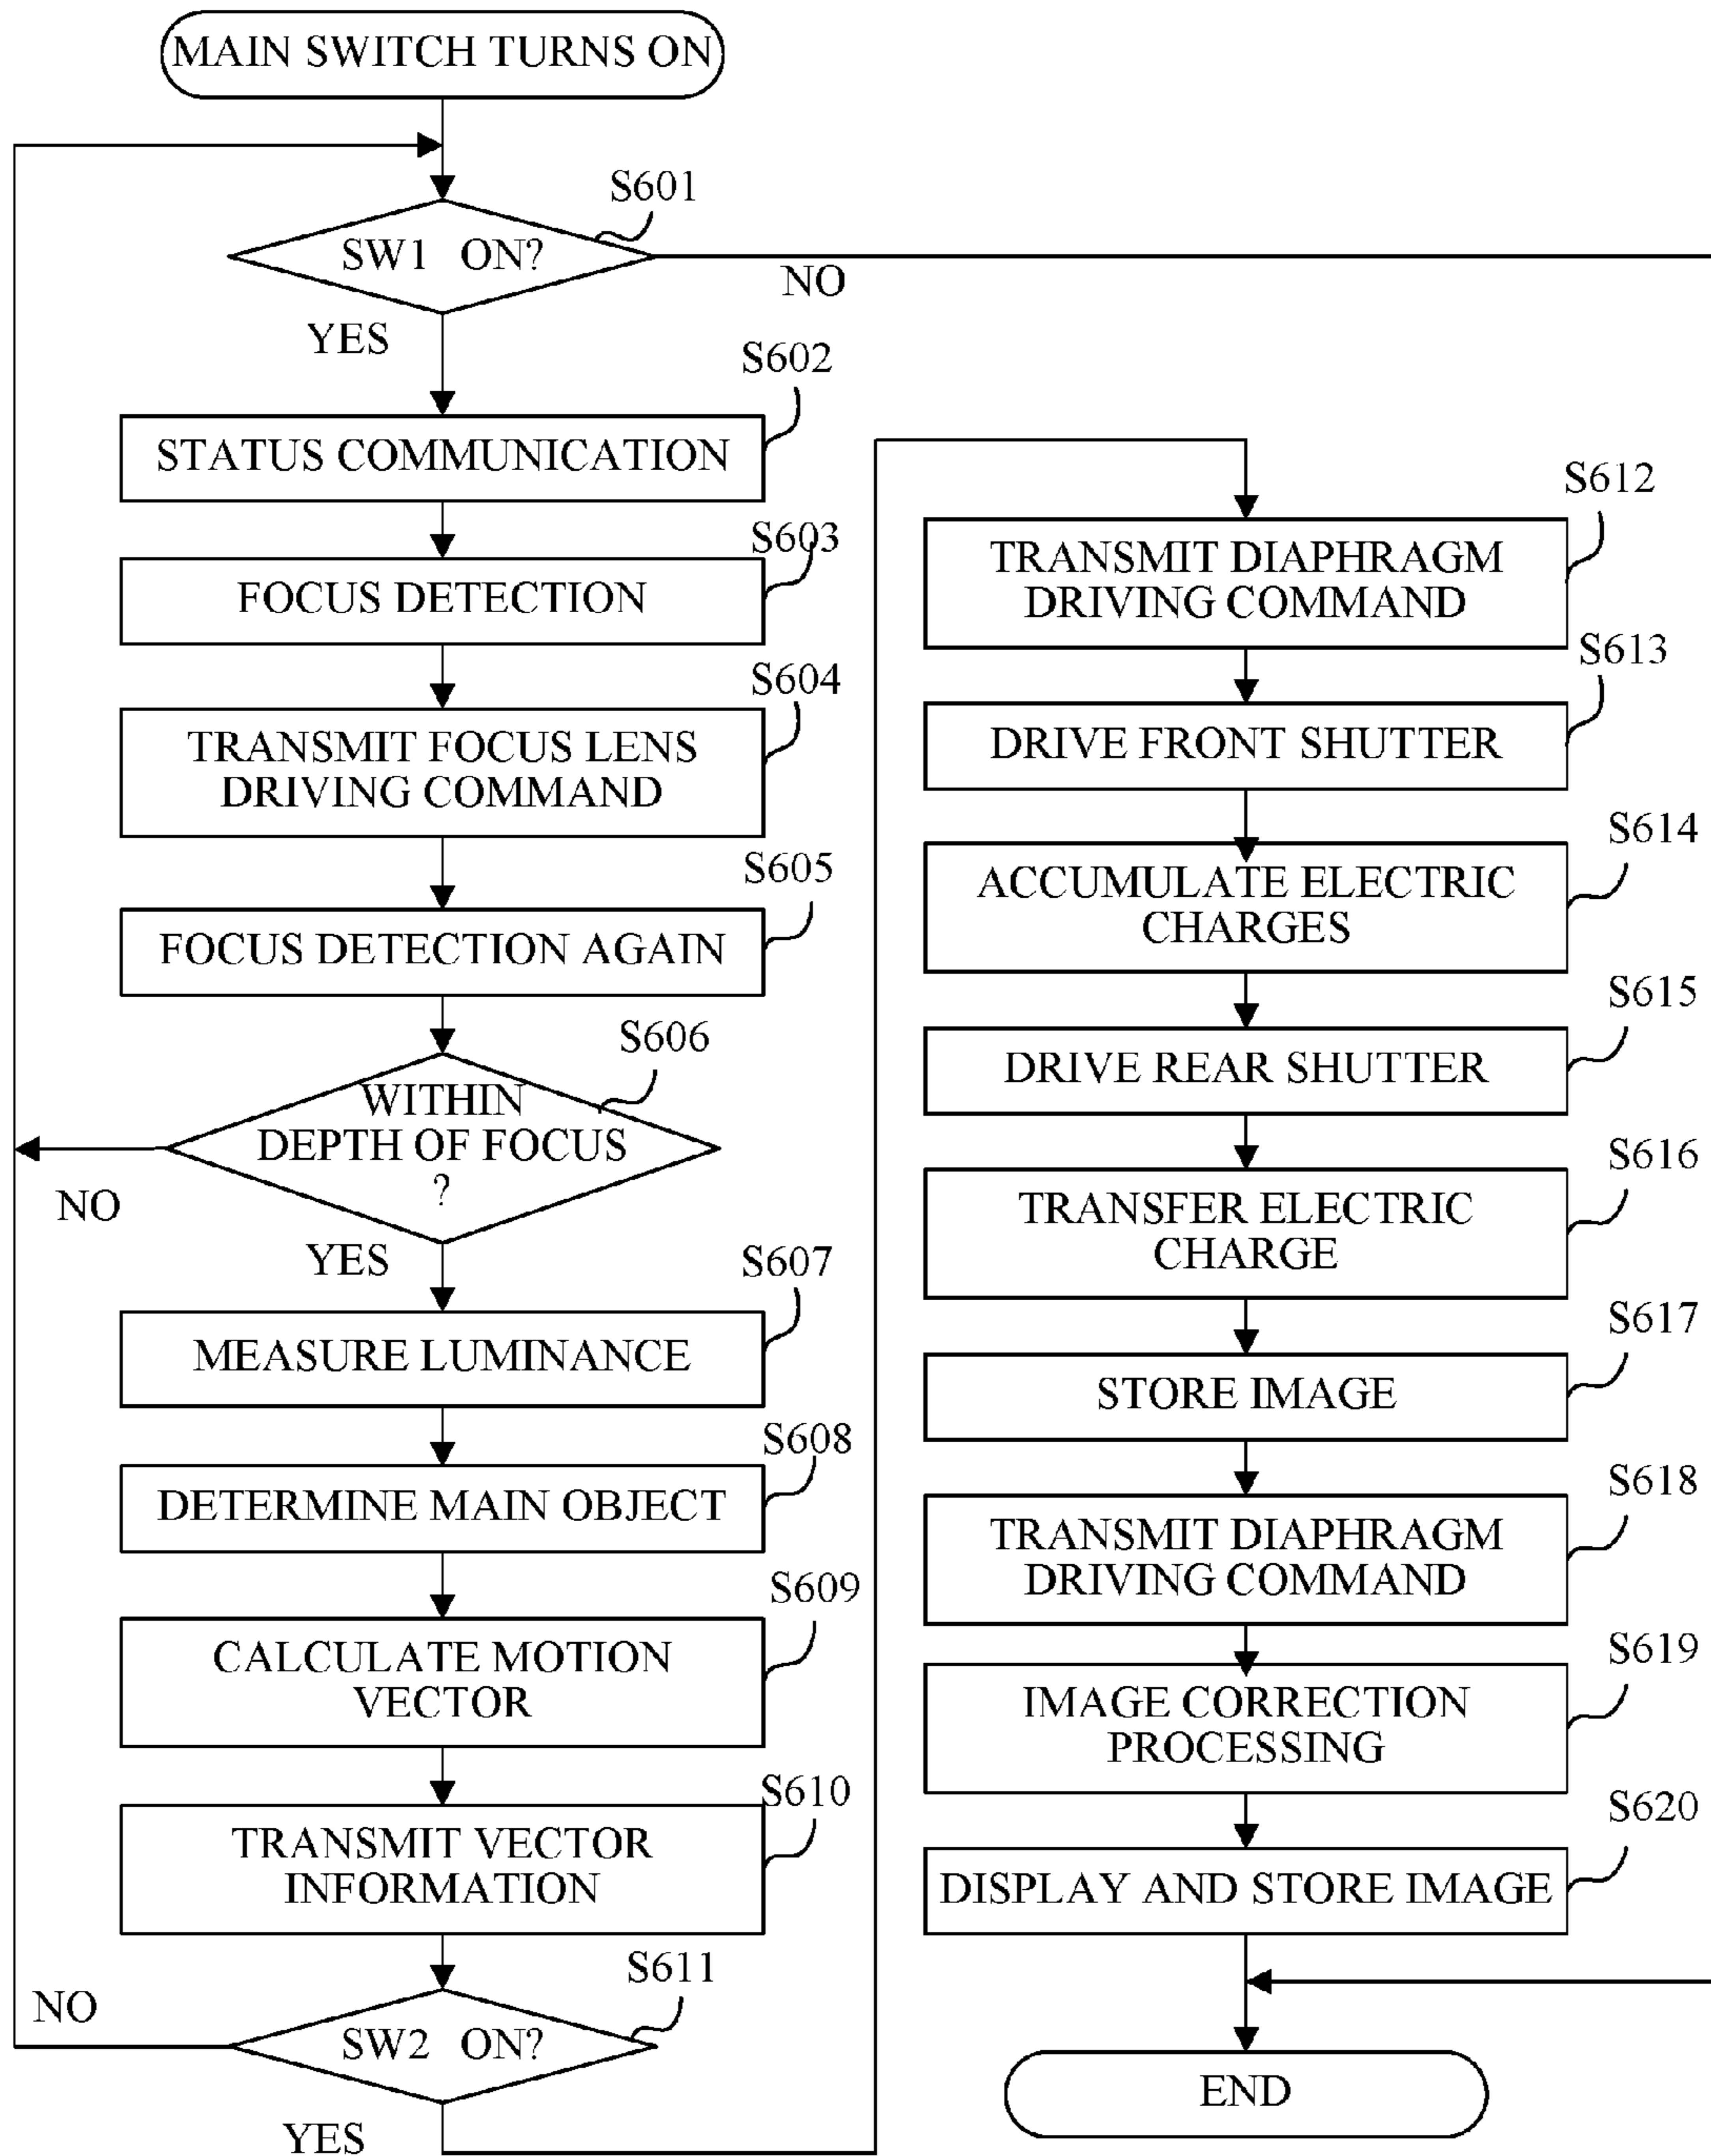 MAIN SWITCH TURNS ON
S601
SW1 ON?
NO
YES
S602
STATUS COMMUNICATION
S603
FOCUS DETECTION
S604
TRANSMIT FOCUS LENS
DRIVING COMMAND
S605
FOCUS DETECTION AGAIN
S606
WITHIN
DEPTH OF FOCUS
?
NO
YES
S607
MEASURE LUMINANCE
S608
DETERMINE MAIN OBJECT
S609
CALCULATE MOTION
VECTOR
S610
TRANSMIT VECTOR
INFORMATION
S611
NO
SW2 ON?
YES
S612
TRANSMIT DIAPHRAGM
DRIVING COMMAND
S613
DRIVE FRONT SHUTTER
S614
ACCUMULATE ELECTRIC
CHARGES
S615
DRIVE REAR SHUTTER
S616
TRANSFER ELECTRIC
CHARGE
S617
STORE IMAGE
S618
TRANSMIT DIAPHRAGM
DRIVING COMMAND
S619
IMAGE CORRECTION
PROCESSING
S620
DISPLAY AND STORE IMAGE
END